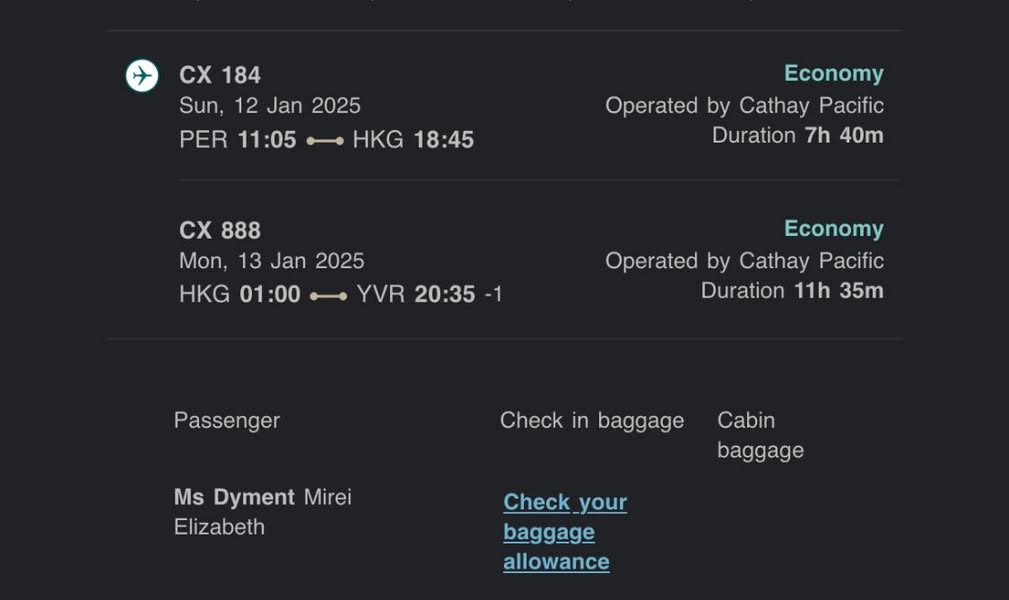 CX 184
Economy
Sun, 12 Jan 2025
Operated by Cathay Pacific
PER 11:05 HKG 18:45
Duration 7h 40m
CX 888
Economy
Mon, 13 Jan 2025
Operated by Cathay Pacific
HKG 01:00 YVR 20:35 -1
Duration 11h 35m
Passenger
Check in baggage
Cabin baggage
Ms Dyment Mirei
Elizabeth
Check your
baggage
allowance